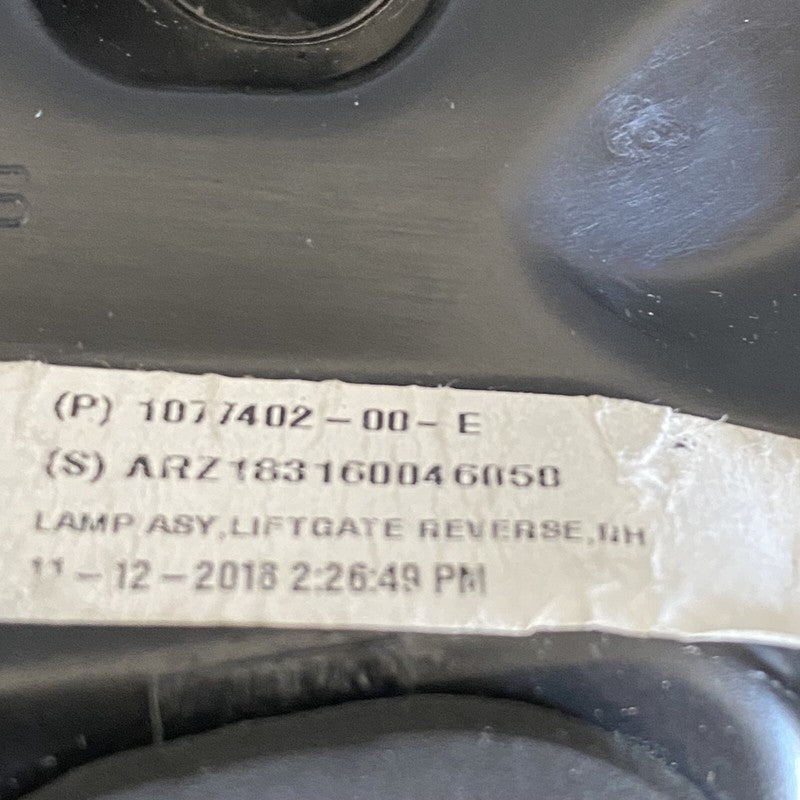 (P) 1077402-00-E
(S) ARZ183160046050
LAMP ASY,LIFTGATE REVERSE,RH
11-12-2018 2:26:49 PM